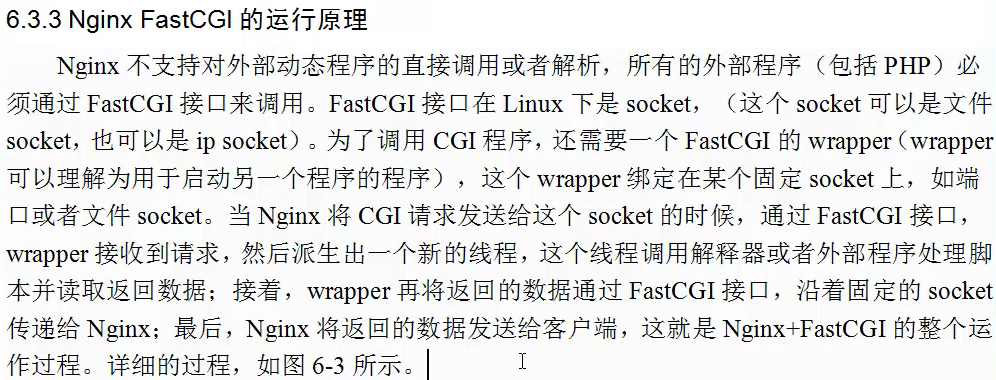 6.3.3 Nginx FastCGI 的运行原理
Nginx 不支持对外部动态程序的直接调用或者解析，所有的外部程序（包括 PHP）必
须通过 FastCGI 接口来调用。FastCGI 接口在 Linux 下是 socket，（这个 socket 可以是文件
socket，也可以是 ip socket）。为了调用 CGI 程序，还需要一个 FastCGI 的 wrapper（wrapper
可以理解为用于启动另一个程序的程序），这个 wrapper 绑定在某个固定 socket 上，如端
口或者文件 socket。当 Nginx 将 CGI 请求发送给这个 socket 的时候，通过 FastCGI 接口，
wrapper 接收到请求，然后派生出一个新的线程，这个线程调用解释器或者外部程序处理脚
本并读取返回数据；接着，wrapper 再将返回的数据通过 FastCGI 接口，沿着固定的 socket
传递给 Nginx；最后，Nginx 将返回的数据发送给客户端，这就是 Nginx+FastCGI 的整个运
作过程。详细的过程，如图 6-3 所示。